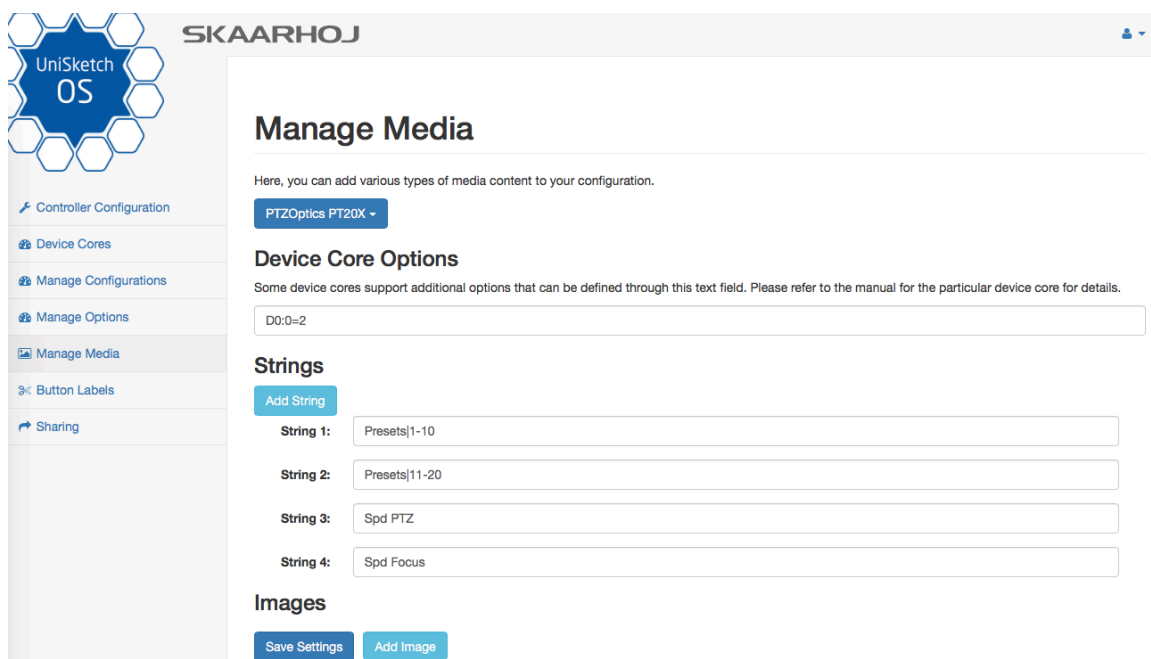 SKAARHOJ
UniSketch
OS
Controller Configuration
Device Cores
Manage Configurations
Manage Options
Manage Media
Button Labels
Sharing
Manage Media
Here, you can add various types of media content to your configuration.
PTZOptics PT20X
Device Core Options
Some device cores support additional options that can be defined through this text field. Please refer to the manual for the particular device core for details.
D0:0=2
Strings
Add String
String 1: Presets|1-10
String 2: Presets|11-20
String 3: Spd PTZ
String 4: Spd Focus
Images
Save Settings Add Image